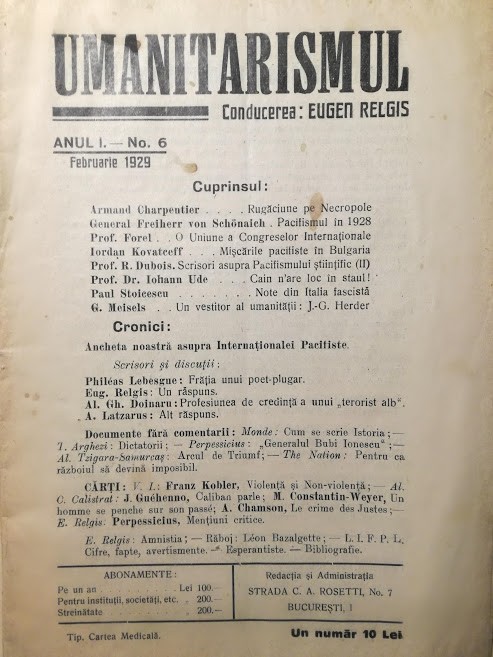 UMANITARISMUL
Conducerea: EUGEN RELGIS
ANUL I. — No. 6
Februarie 1929
Cuprinsul:
Armand Charpentier . . . . Rugăciune pe Necropole
General Freiherr von Schönaich . Pacifismul în 1928
Prof. Forel . . O Uniune a Congreselor Internaționale
Iordan Kovatceff . . . Mișcările pacifiste în Bulgaria
Prof. R. Dubois. Scrisori asupra Pacifismului științific (II)
Prof. Dr. Iohann Ude . . . Cain n'are loc în staul!
Paul Stoicescu . . . . . . . Note din Italia fascistă
G. Meisels . . Un vestitor al umanității: J.-G. Herder
Cronici:
Ancheta noastră asupra Internaționalei Pacifiste.
Scrisori și discuții:
Philéas Lebesgue: Frăția unui poet-plugar.
Eug. Relgis: Un răspuns.
Al. Gh. Doinaru: Profesiunea de credință a unui „terorist alb".
A. Latzarus: Alt răspuns.
Documente fără comentarii: Monde: Cum se scrie Istoria; —
T. Arghezi: Dictatorii; — Perpessicius: „Generalul Bubi Ionescu"; —
Al. Tzigara-Samurcaș: Arcul de Triumf; — The Nation: Pentru ca
războiul să devină imposibil.
CĂRȚI: V. I.: Franz Kobler, Violență și Non-violență; — Al.
C. Calistrat: J. Guéhenno, Caliban parle; M. Constantin-Weyer, Un
homme se penche sur son passé; A. Chamson, Le crime des Justes; —
E. Relgis: Perpessicius, Mențiuni critice.
E. Relgis: Amnistia; — Răboj: Léon Bazalgette; — L. I. F. P. L.
Cifre, fapte, avertismente. — Esperantiste. — Bibliografie.
ABONAMENTE:
Pe un an . . . . . . . Lei 100.—
Pentru instituții, societăți, etc. „ 200.—
Streinătate . . . . . . . „ 200.—
Redacția și Administrația
STRADA C. A. ROSETTI, No. 7
BUCUREȘTI, I
Tip. Cartea Medicală.
Un număr 10 Lei